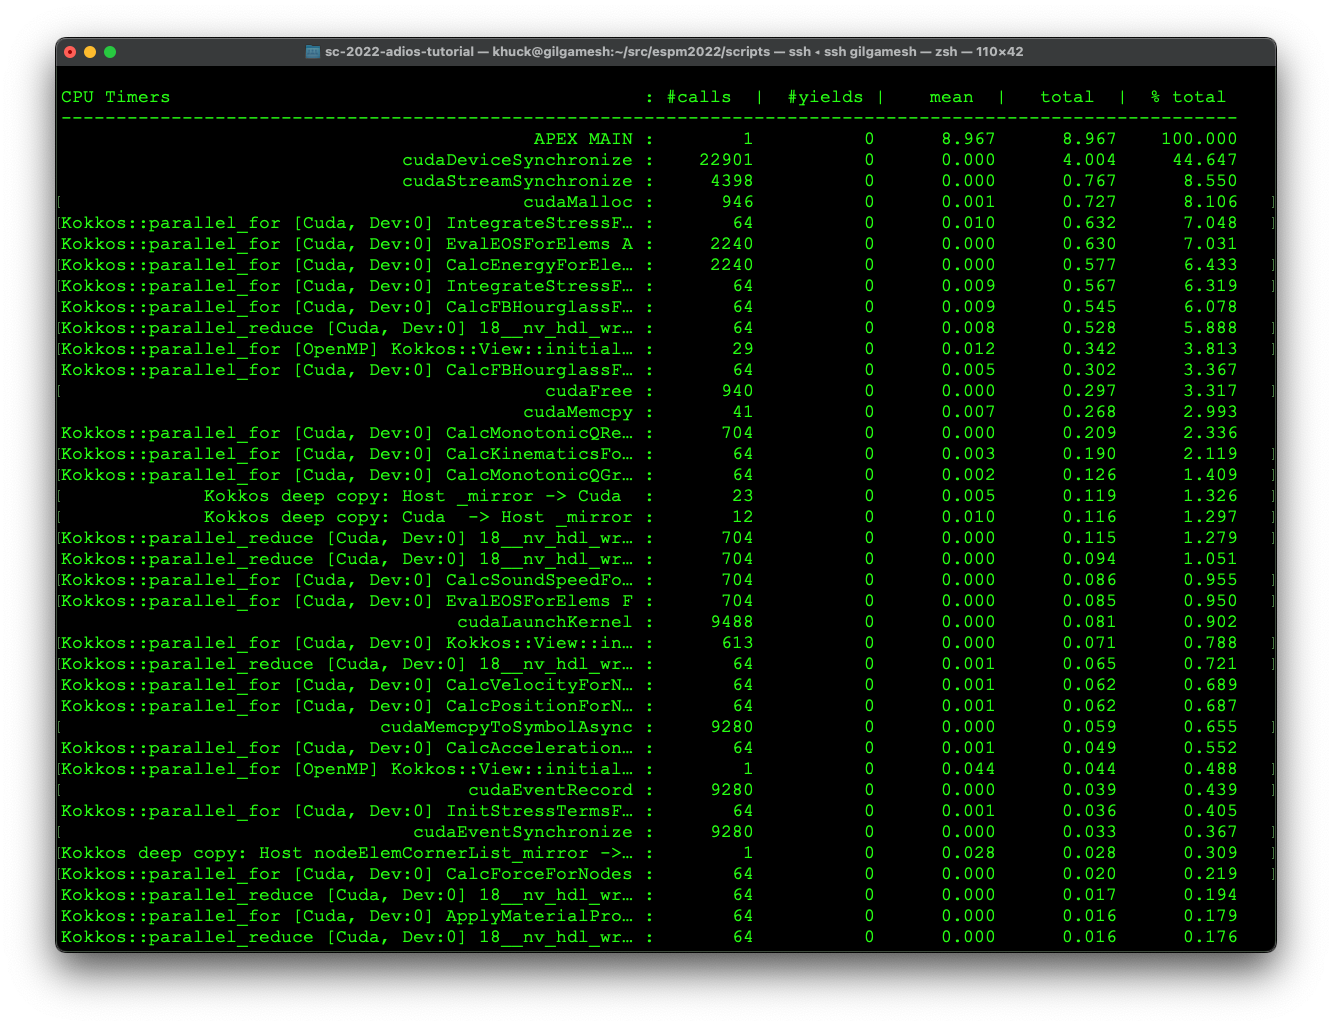 sc-2022-adios-tutorial — khuck@gilgamesh:~/src/espm2022/scripts — ssh ◂ ssh gilgamesh — zsh — 110×42
CPU Timers : #calls | #yields | mean | total | % total
------------------------------------------------------------------------------------------------------------
APEX MAIN : 1 0 8.967 8.967 100.000
cudaDeviceSynchronize : 22901 0 0.000 4.004 44.647
cudaStreamSynchronize : 4398 0 0.000 0.767 8.550
[ cudaMalloc : 946 0 0.001 0.727 8.106 ]
[Kokkos::parallel_for [Cuda, Dev:0] IntegrateStressF… : 64 0 0.010 0.632 7.048 ]
Kokkos::parallel_for [Cuda, Dev:0] EvalEOSForElems A : 2240 0 0.000 0.630 7.031
[Kokkos::parallel_for [Cuda, Dev:0] CalcEnergyForEle… : 2240 0 0.000 0.577 6.433 ]
[Kokkos::parallel_for [Cuda, Dev:0] IntegrateStressF… : 64 0 0.009 0.567 6.319 ]
Kokkos::parallel_for [Cuda, Dev:0] CalcFBHourglassF… : 64 0 0.009 0.545 6.078
[Kokkos::parallel_reduce [Cuda, Dev:0] 18__nv_hdl_wr… : 64 0 0.008 0.528 5.888 ]
[Kokkos::parallel_for [OpenMP] Kokkos::View::initial… : 29 0 0.012 0.342 3.813 ]
Kokkos::parallel_for [Cuda, Dev:0] CalcFBHourglassF… : 64 0 0.005 0.302 3.367
[ cudaFree : 940 0 0.000 0.297 3.317 ]
cudaMemcpy : 41 0 0.007 0.268 2.993
Kokkos::parallel_for [Cuda, Dev:0] CalcMonotonicQRe… : 704 0 0.000 0.209 2.336
[Kokkos::parallel_for [Cuda, Dev:0] CalcKinematicsFo… : 64 0 0.003 0.190 2.119 ]
[Kokkos::parallel_for [Cuda, Dev:0] CalcMonotonicQGr… : 64 0 0.002 0.126 1.409 ]
[ Kokkos deep copy: Host _mirror -> Cuda : 23 0 0.005 0.119 1.326 ]
[ Kokkos deep copy: Cuda -> Host _mirror : 12 0 0.010 0.116 1.297 ]
[Kokkos::parallel_reduce [Cuda, Dev:0] 18__nv_hdl_wr… : 704 0 0.000 0.115 1.279 ]
Kokkos::parallel_reduce [Cuda, Dev:0] 18__nv_hdl_wr… : 704 0 0.000 0.094 1.051
[Kokkos::parallel_for [Cuda, Dev:0] CalcSoundSpeedFo… : 704 0 0.000 0.086 0.955 ]
[Kokkos::parallel_for [Cuda, Dev:0] EvalEOSForElems F : 704 0 0.000 0.085 0.950 ]
cudaLaunchKernel : 9488 0 0.000 0.081 0.902
[Kokkos::parallel_for [Cuda, Dev:0] Kokkos::View::in… : 613 0 0.000 0.071 0.788 ]
[Kokkos::parallel_reduce [Cuda, Dev:0] 18__nv_hdl_wr… : 64 0 0.001 0.065 0.721 ]
Kokkos::parallel_for [Cuda, Dev:0] CalcVelocityForN… : 64 0 0.001 0.062 0.689
Kokkos::parallel_for [Cuda, Dev:0] CalcPositionForN… : 64 0 0.001 0.062 0.687
[ cudaMemcpyToSymbolAsync : 9280 0 0.000 0.059 0.655 ]
Kokkos::parallel_for [Cuda, Dev:0] CalcAcceleration… : 64 0 0.001 0.049 0.552
[Kokkos::parallel_for [OpenMP] Kokkos::View::initial… : 1 0 0.044 0.044 0.488 ]
[ cudaEventRecord : 9280 0 0.000 0.039 0.439 ]
Kokkos::parallel_for [Cuda, Dev:0] InitStressTermsF… : 64 0 0.001 0.036 0.405
[ cudaEventSynchronize : 9280 0 0.000 0.033 0.367 ]
[Kokkos deep copy: Host nodeElemCornerList_mirror ->… : 1 0 0.028 0.028 0.309 ]
[Kokkos::parallel_for [Cuda, Dev:0] CalcForceForNodes : 64 0 0.000 0.020 0.219 ]
Kokkos::parallel_reduce [Cuda, Dev:0] 18__nv_hdl_wr… : 64 0 0.000 0.017 0.194
Kokkos::parallel_for [Cuda, Dev:0] ApplyMaterialPro… : 64 0 0.000 0.016 0.179
Kokkos::parallel_reduce [Cuda, Dev:0] 18__nv_hdl_wr… : 64 0 0.000 0.016 0.176